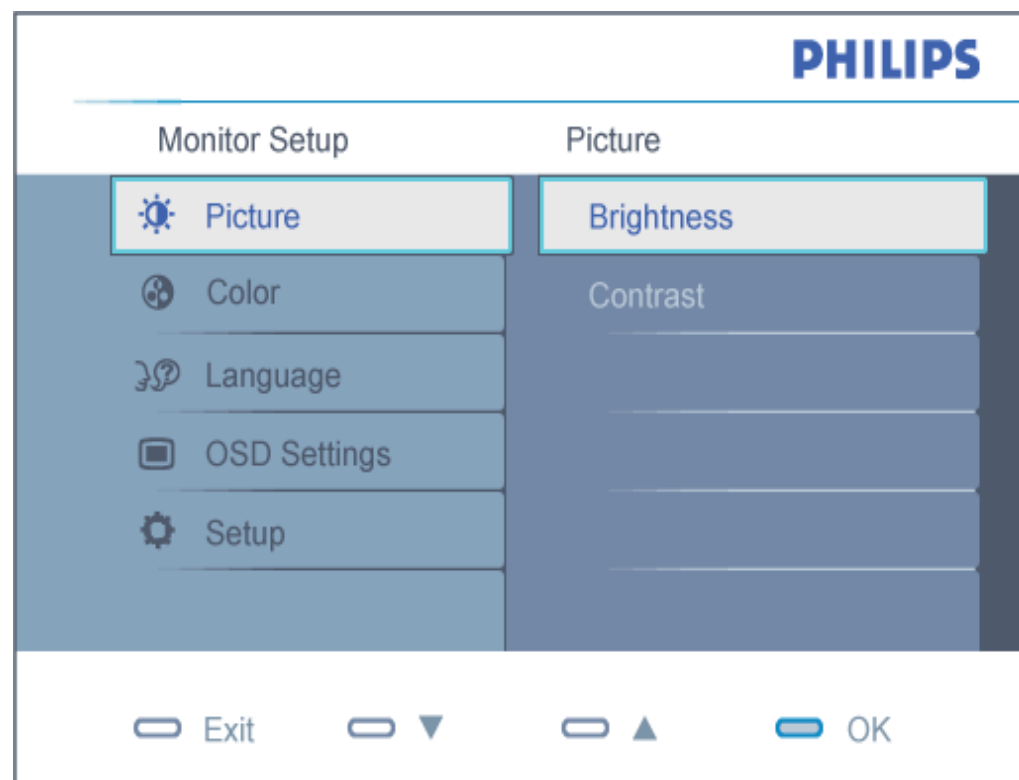 PHILIPS
Monitor Setup
Picture
Picture
Brightness
Color
Contrast
Language
OSD Settings
Setup
Exit ▼ ▲ OK